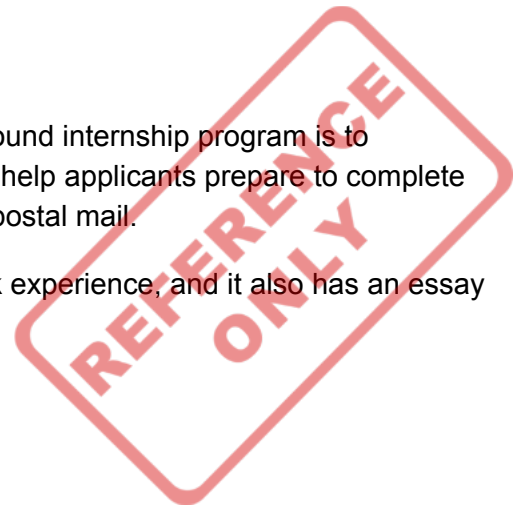 ound internship program is to
help applicants prepare to complete
postal mail.
experience, and it also has an essay
REFERENCE
ONLY